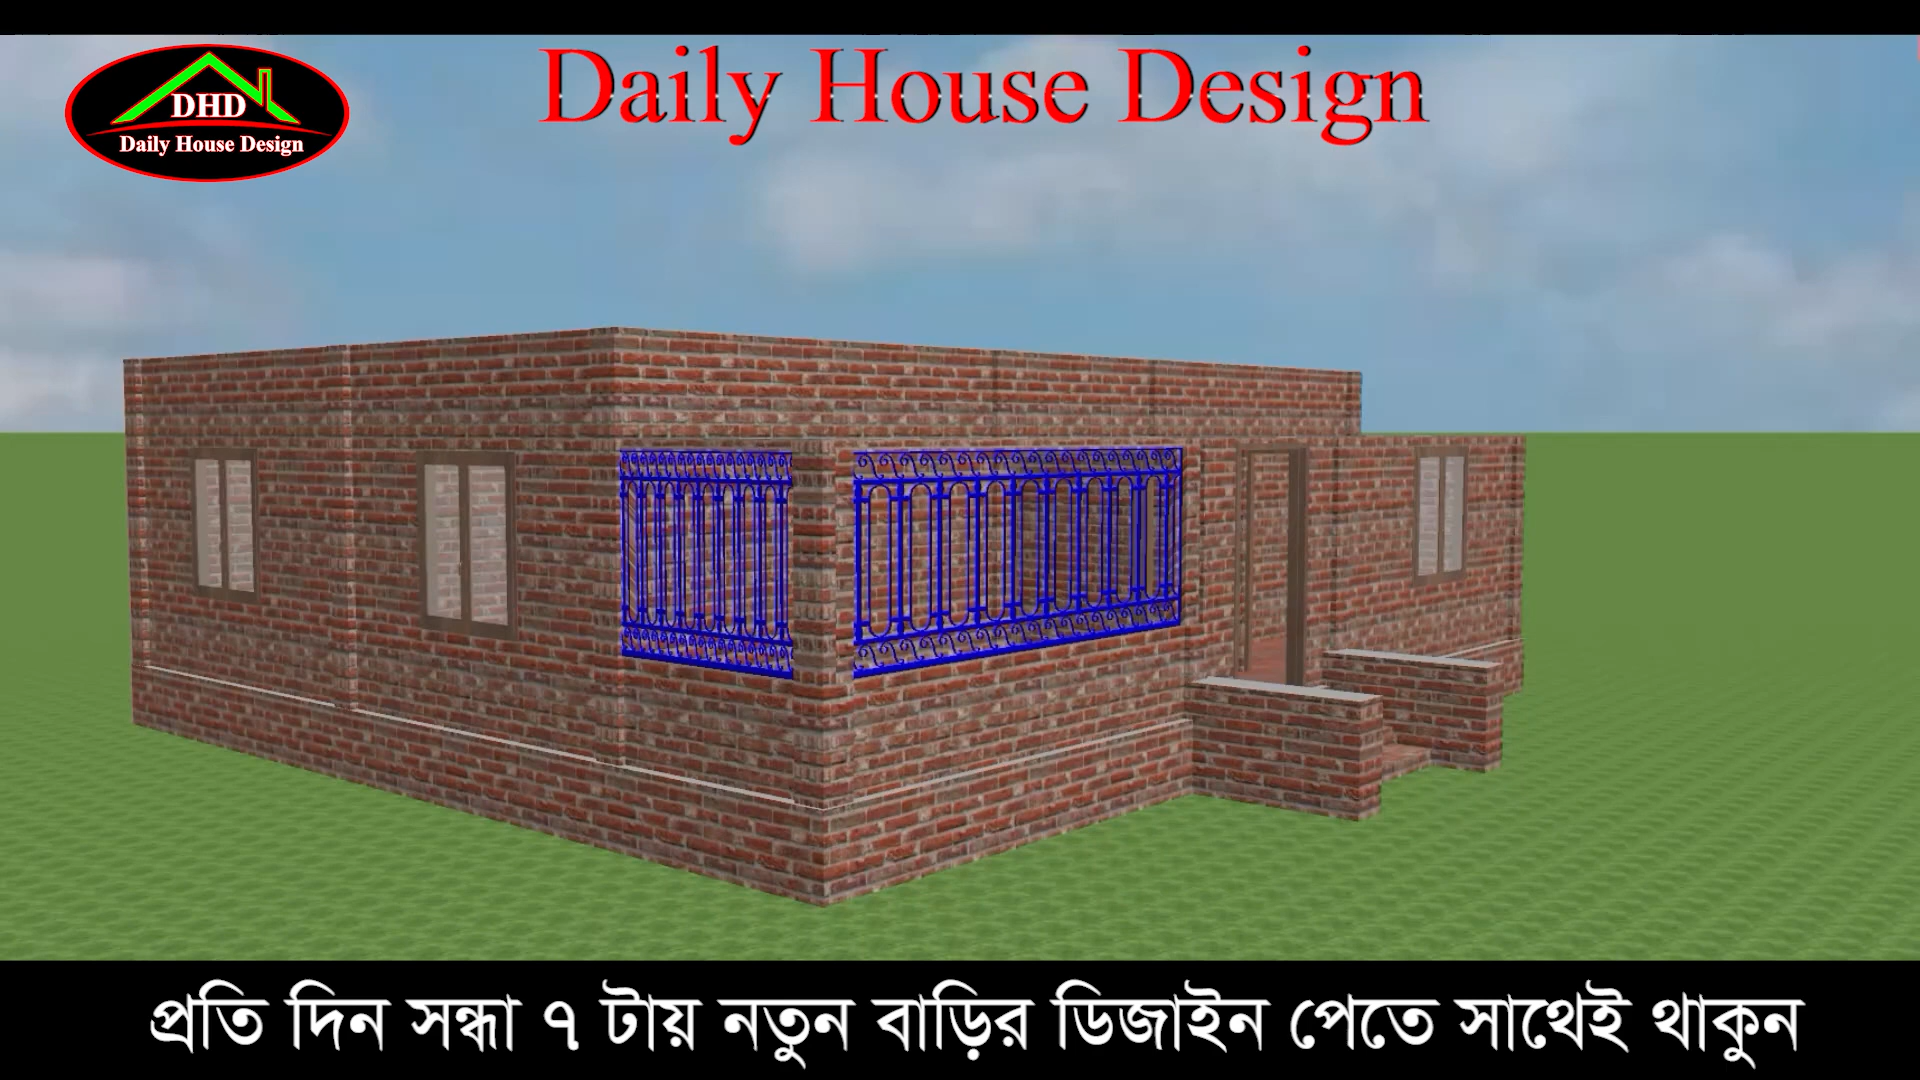 Daily House Design
DHD
Daily House Design
প্রতি দিন সন্ধা ৭ টায় নতুন বাড়ির ডিজাইন পেতে সাথেই থাকুন